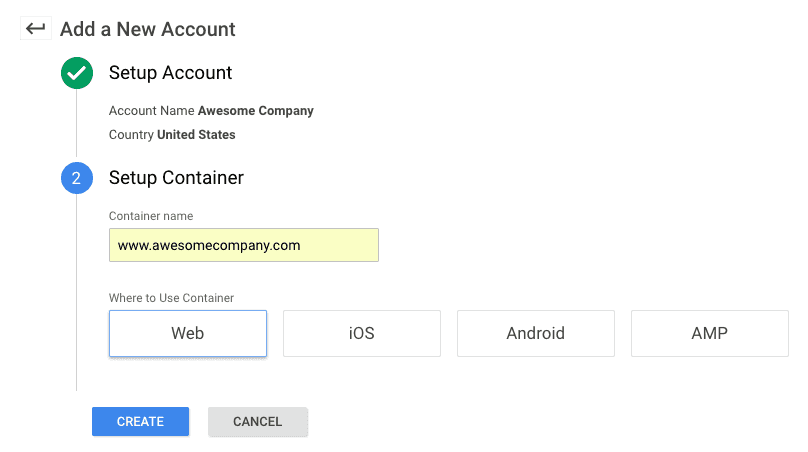 Add a New Account
Setup Account
Account Name Awesome Company
Country United States
2 Setup Container
Container name
www.awesomecompany.com
Where to Use Container
Web iOS Android AMP
CREATE CANCEL